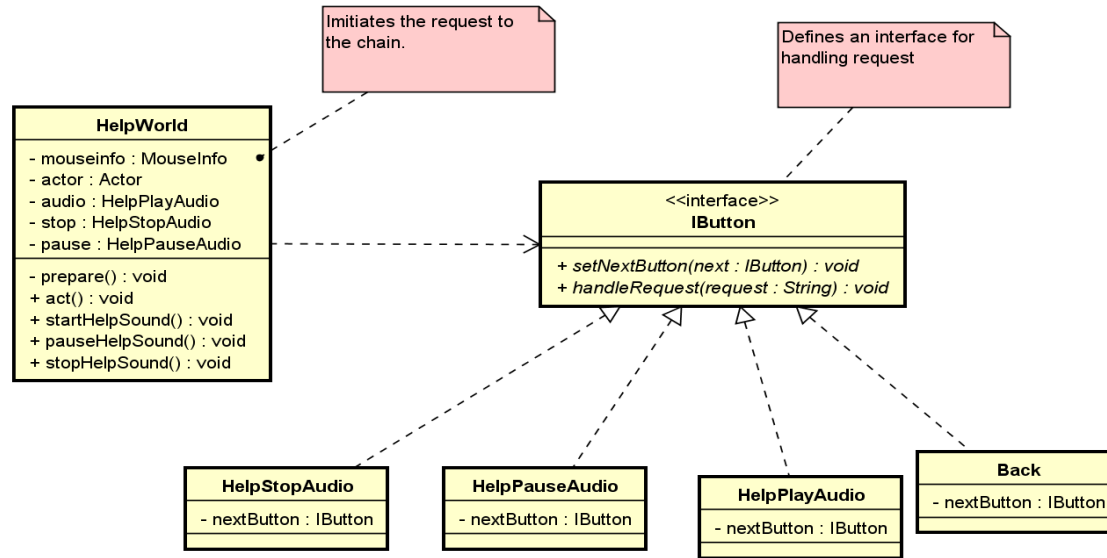 Imitiates the request to
the chain.
Defines an interface for
handling request
HelpWorld
- mouseinfo : MouseInfo
- actor : Actor
- audio : HelpPlayAudio
- stop : HelpStopAudio
- pause : HelpPauseAudio
- prepare() : void
+ act() : void
+ startHelpSound() : void
+ pauseHelpSound() : void
+ stopHelpSound() : void
<<interface>>
IButton
+ setNextButton(next : IButton) : void
+ handleRequest(request : String) : void
HelpStopAudio
- nextButton : IButton
HelpPauseAudio
- nextButton : IButton
HelpPlayAudio
- nextButton : IButton
Back
- nextButton : IButton